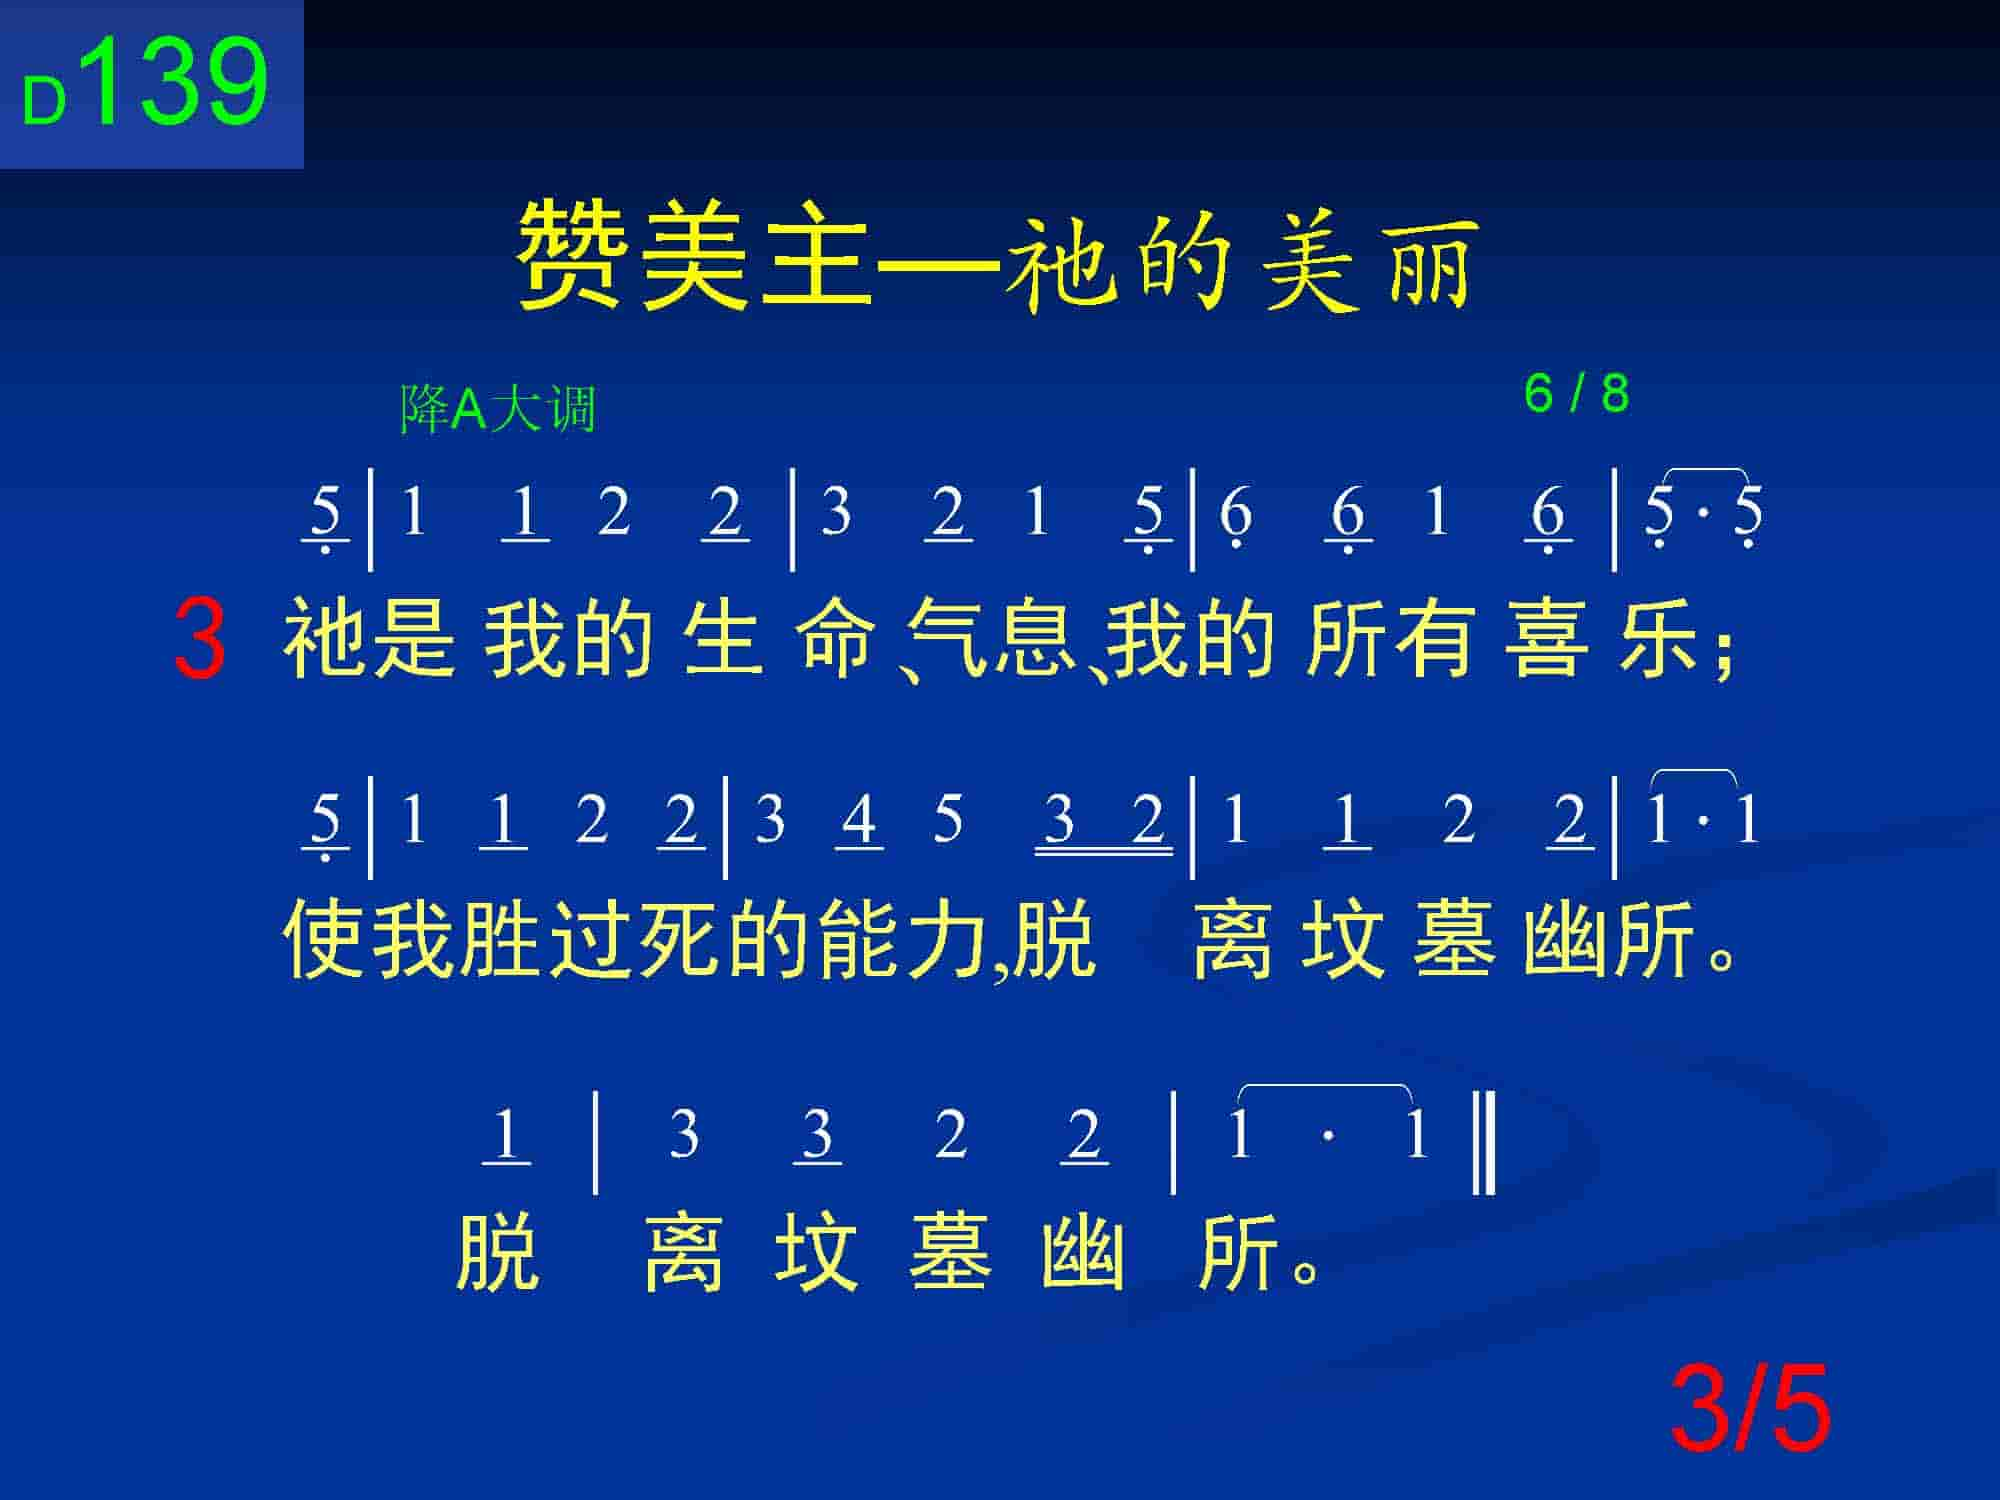 D139
赞美主—祂的美丽
降A大调 6 / 8
5 | 1 1 2 2 | 3 2 1 5 | 6 6 1 6 | 5 · 5
3 祂是我的生命、气息、我的所有喜乐；
5 | 1 1 2 2 | 3 4 5 3 2 | 1 1 2 2 | 1 · 1
使我胜过死的能力,脱离坟墓幽所。
1 | 3 3 2 2 | 1 · 1 ‖
脱离坟墓幽所。
3/5